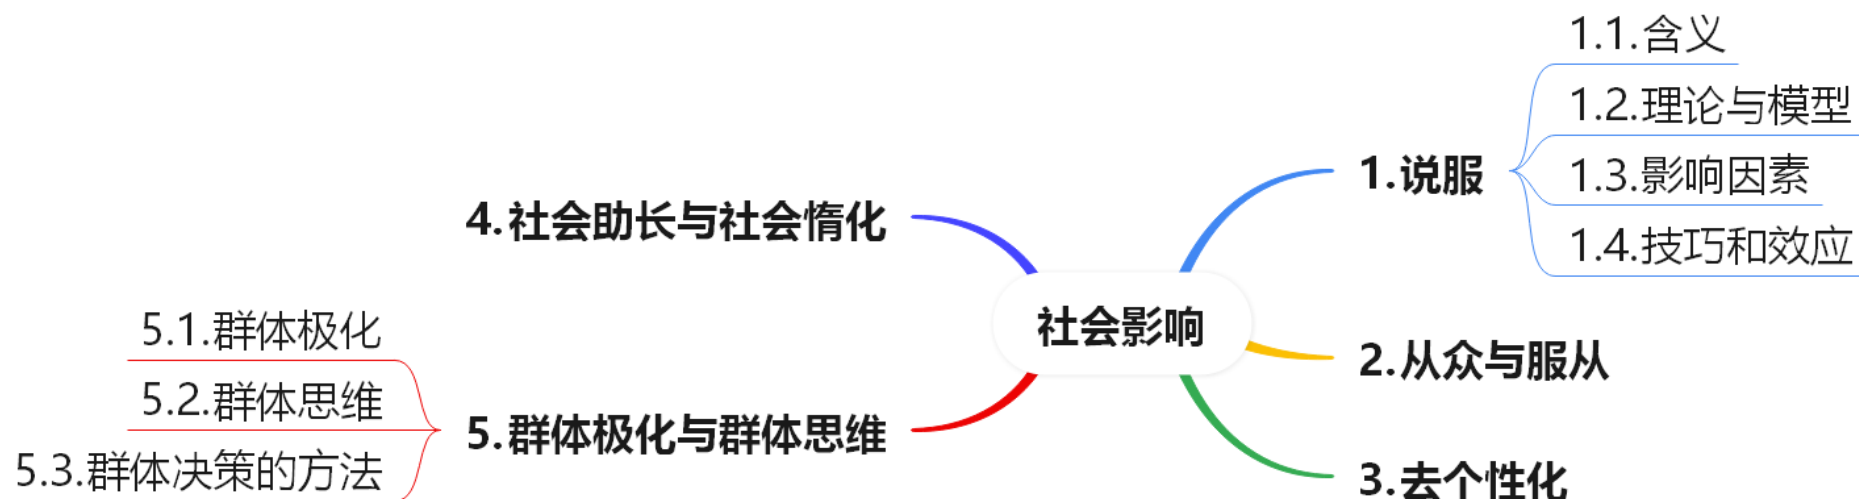 社会影响
1.说服
1.1.含义
1.2.理论与模型
1.3.影响因素
1.4.技巧和效应
2.从众与服从
3.去个性化
4.社会助长与社会惰化
5.群体极化与群体思维
5.1.群体极化
5.2.群体思维
5.3.群体决策的方法